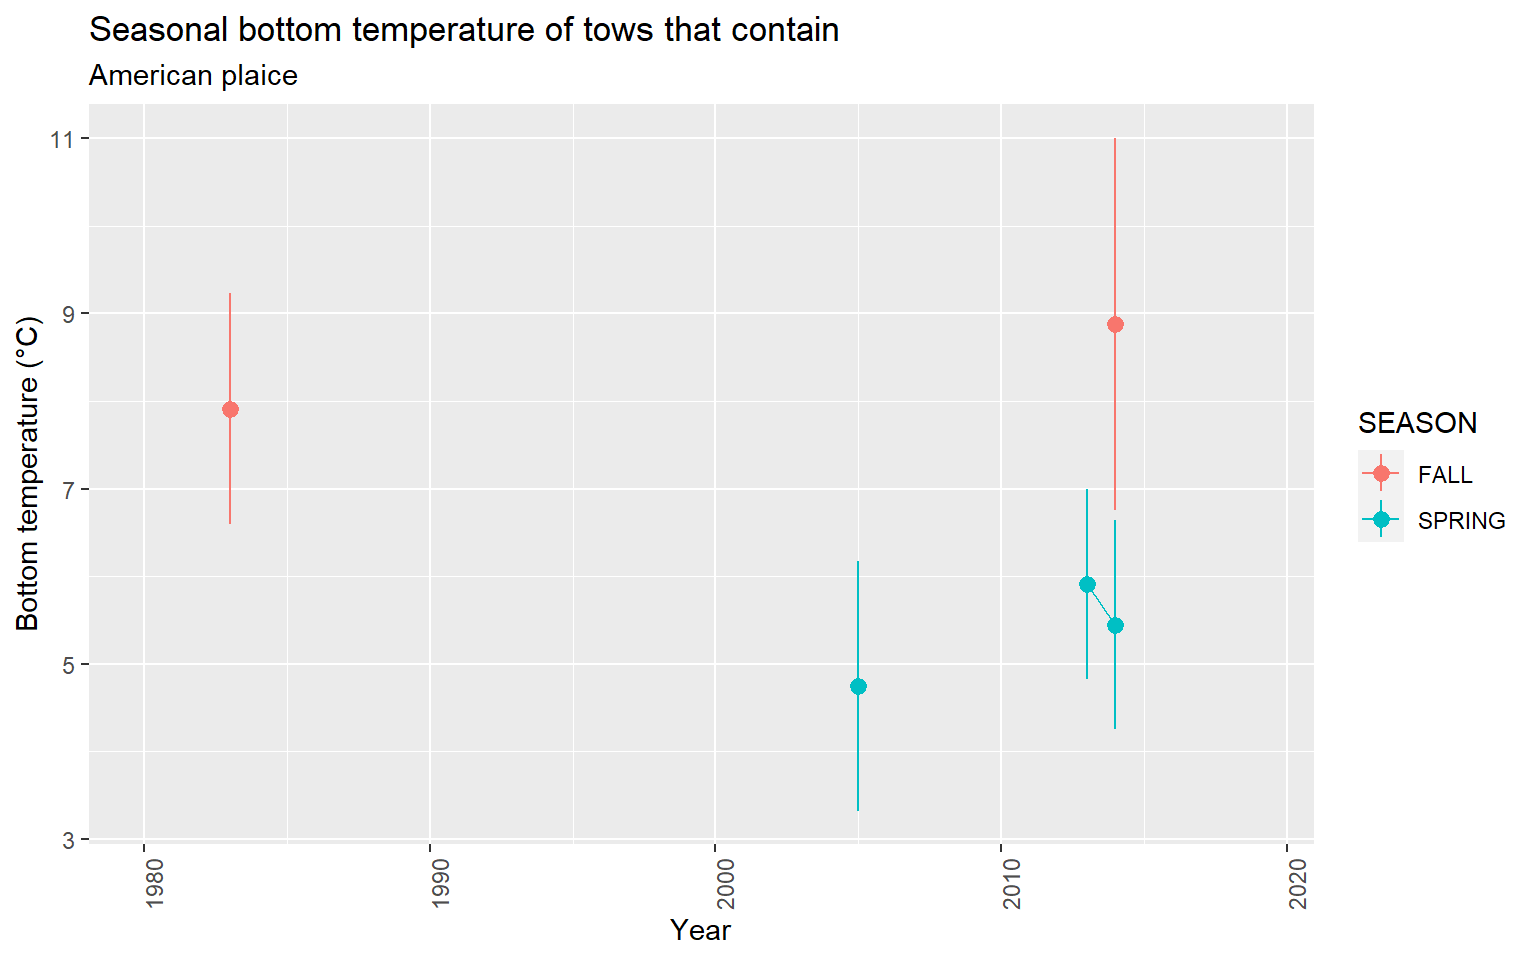 Seasonal bottom temperature of tows that contain
American plaice
11
9
7
5
3
Bottom temperature (°C)
1980
1990
2000
2010
2020
Year
SEASON
FALL
SPRING